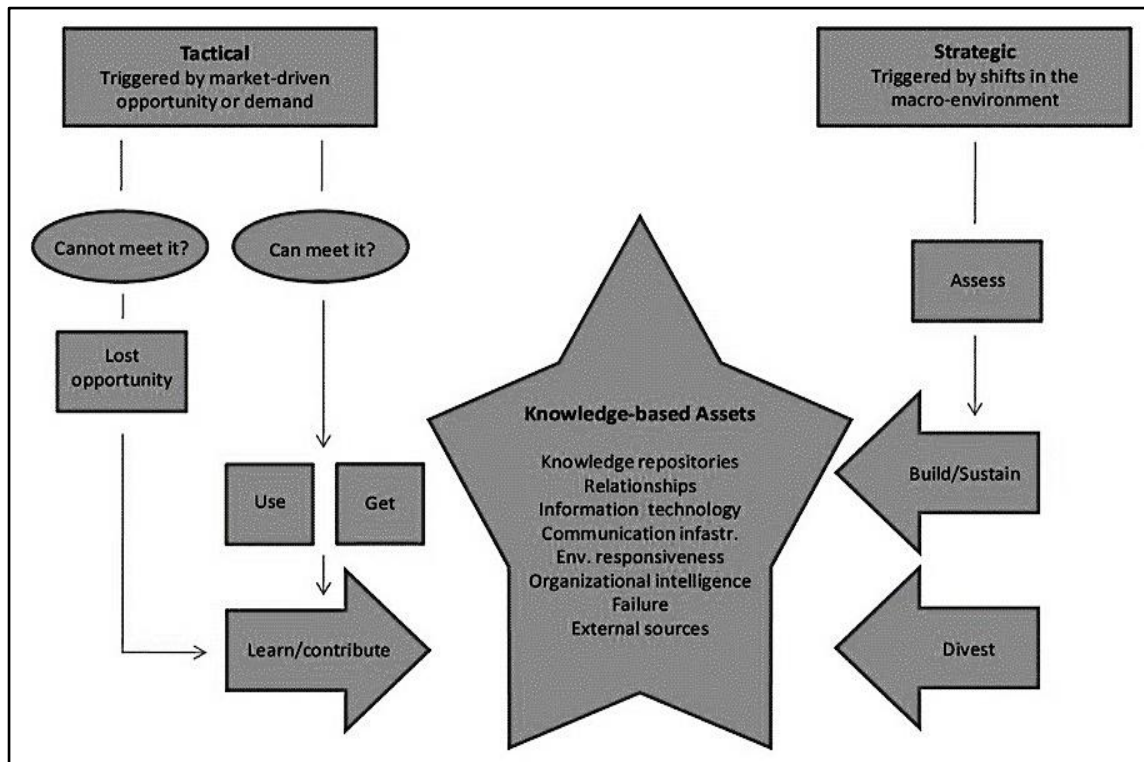 Tactical
Triggered by market-driven
opportunity or demand
Strategic
Triggered by shifts in the
macro-environment
Cannot meet it?
Can meet it?
Assess
Lost
opportunity
Knowledge-based Assets
Knowledge repositories
Relationships
Information technology
Communication infastr.
Env. responsiveness
Organizational intelligence
Failure
External sources
Use
Get
Build/Sustain
Learn/contribute
Divest